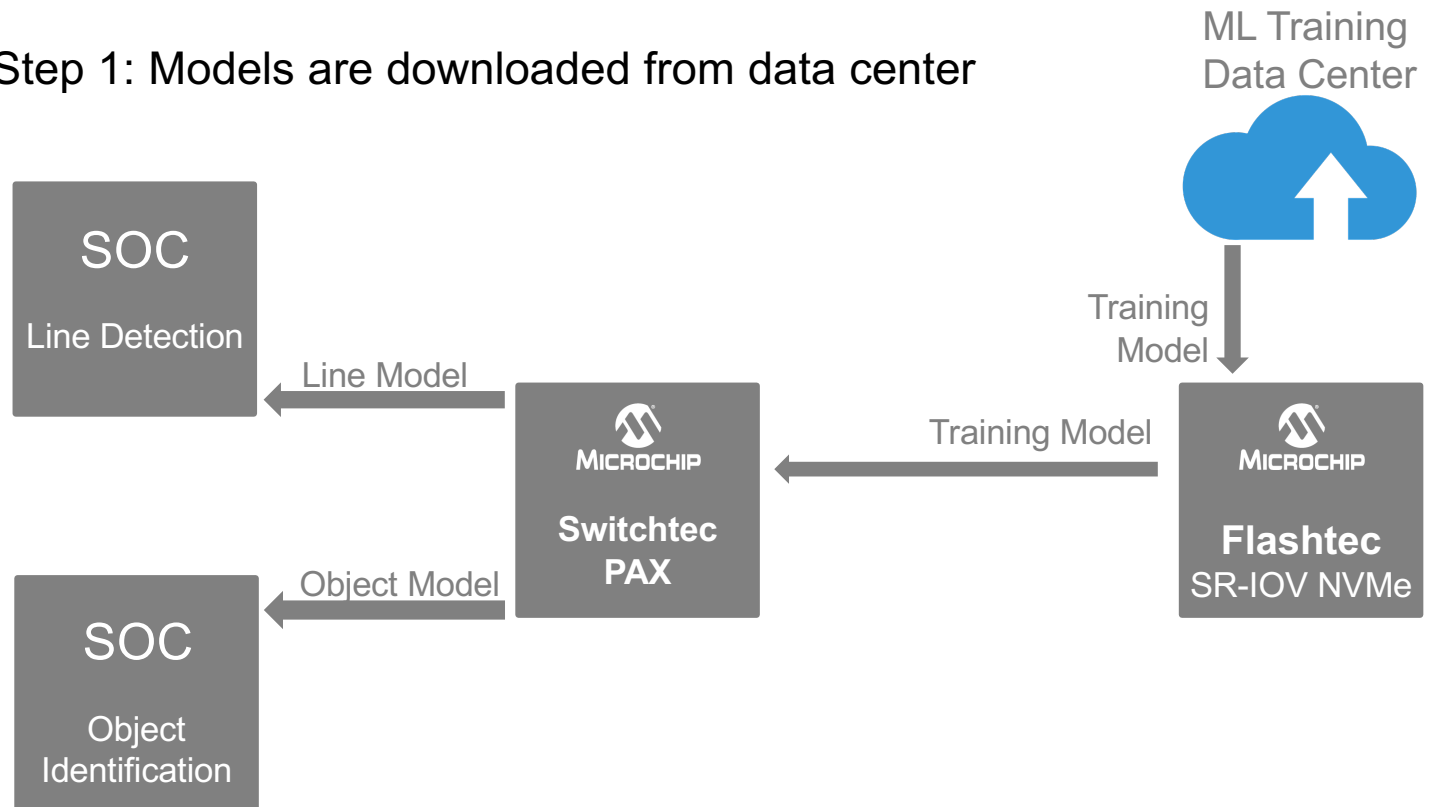 Step 1: Models are downloaded from data center
ML Training
Data Center
SOC
Line Detection
Line Model
Training
Model
MICROCHIP
Switchtec
PAX
Training Model
MICROCHIP
Flashtec
SR-IOV NVMe
Object Model
SOC
Object
Identification